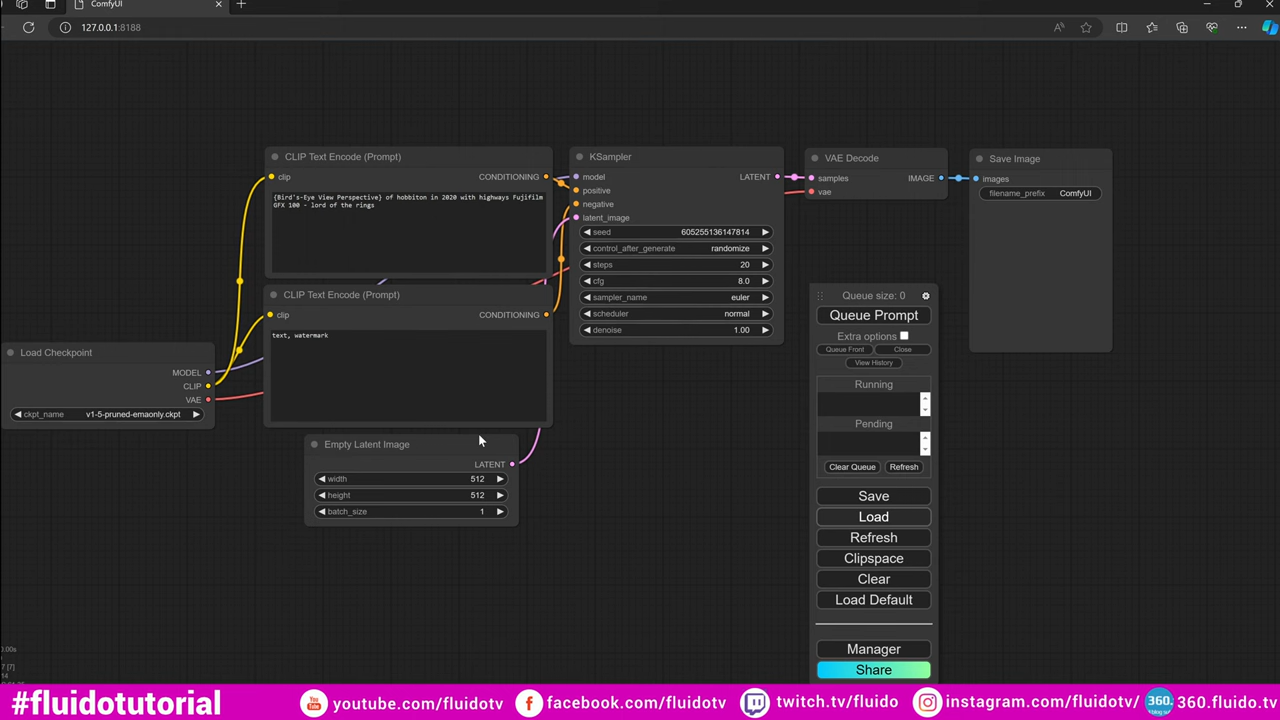 ComfyUI
127.0.0.1:8188
CLIP Text Encode (Prompt)
clip
CONDITIONING
{Bird's-Eye View Perspective} of hobbiton in 2020 with highways Fujifilm
GFX 100 - lord of the rings
CLIP Text Encode (Prompt)
clip
CONDITIONING
text, watermark
Load Checkpoint
MODEL
CLIP
VAE
ckpt_name v1-5-pruned-emaonly.ckpt
Empty Latent Image
LATENT
width 512
height 512
batch_size 1
KSampler
model
LATENT
positive
negative
latent_image
seed 605255136147814
control_after_generate randomize
steps 20
cfg 8.0
sampler_name euler
scheduler normal
denoise 1.00
VAE Decode
samples
IMAGE
vae
Save Image
images
filename_prefix ComfyUI
Queue size: 0
Queue Prompt
Extra options
Queue Front Close
View History
Running
Pending
Clear Queue Refresh
Save
Load
Refresh
Clipspace
Clear
Load Default
Manager
Share
#fluidotutorial youtube.com/fluidotv facebook.com/fluidotv twitch.tv/fluido instagram.com/fluidotv/ 360. 360.fluido.tv